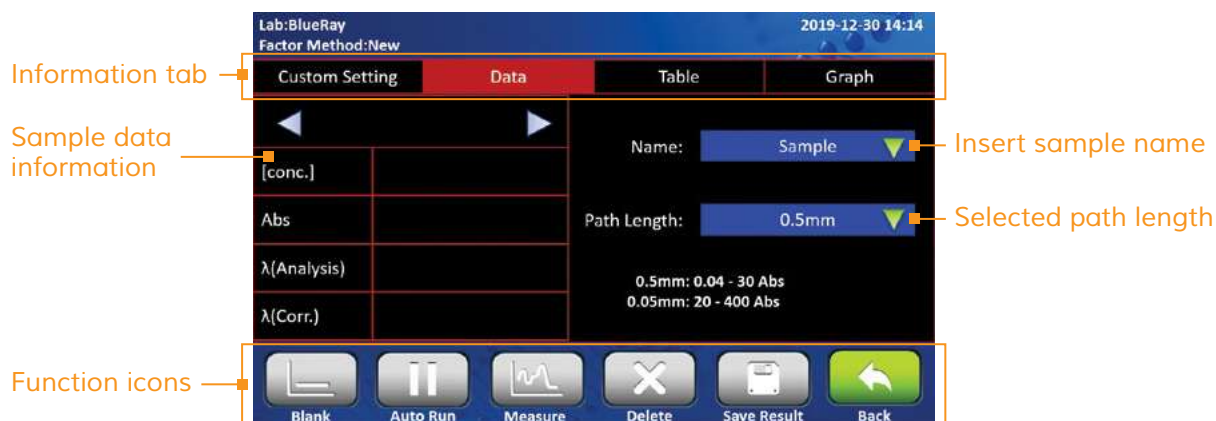 Lab:BlueRay
2019-12-30 14:14
Factor Method:New
Information tab
Custom Setting
Data
Table
Graph
Sample data
information
Name:
Sample
Insert sample name
[conc.]
Abs
Path Length:
0.5mm
Selected path length
λ(Analysis)
0.5mm: 0.04 - 30 Abs
0.05mm: 20 - 400 Abs
λ(Corr.)
Function icons
Blank
Auto Run
Measure
Delete
Save Result
Back